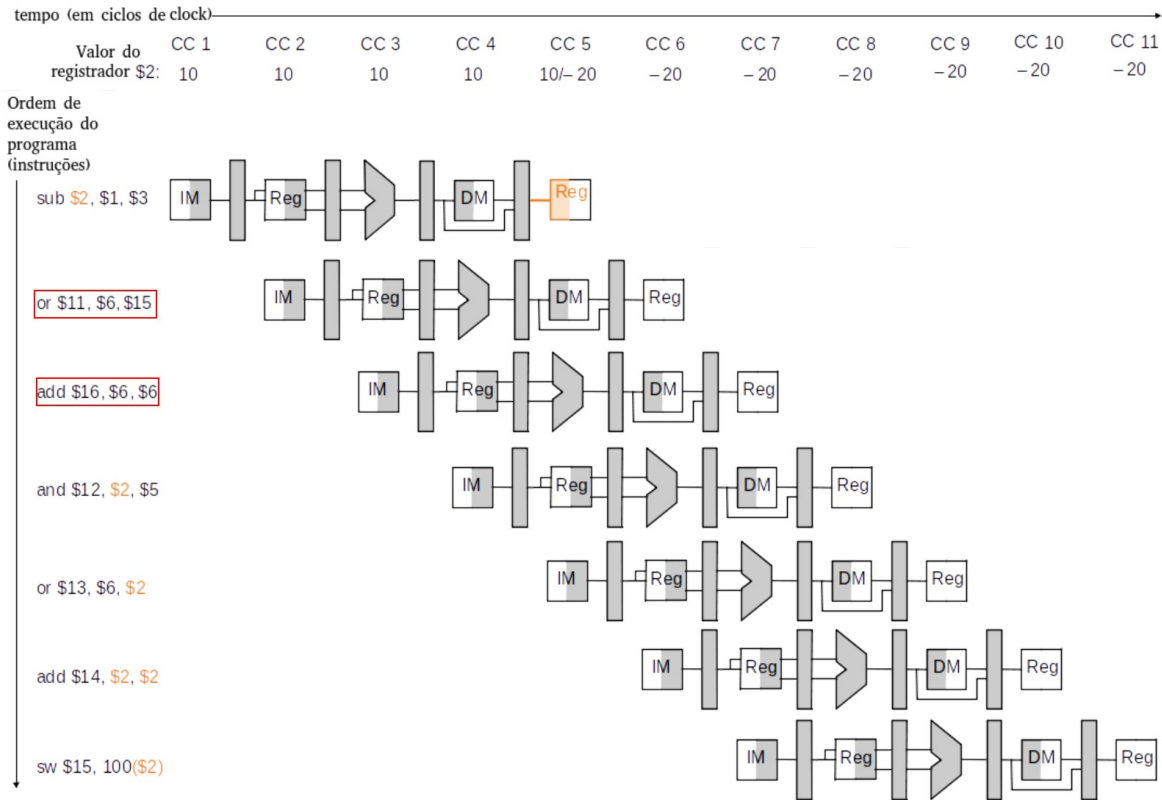 tempo (em ciclos de clock)
CC 1 CC 2 CC 3 CC 4 CC 5 CC 6 CC 7 CC 8 CC 9 CC 10 CC 11
Valor do
registrador $2: 10 10 10 10 10/– 20 – 20 – 20 – 20 – 20 – 20 – 20
Ordem de
execução do
programa
(instruções)
sub $2, $1, $3 IM Reg DM Reg
or $11, $6, $15 IM Reg DM Reg
add $16, $6, $6 IM Reg DM Reg
and $12, $2, $5 IM Reg DM Reg
or $13, $6, $2 IM Reg DM Reg
add $14, $2, $2 IM Reg DM Reg
sw $15, 100($2) IM Reg DM Reg